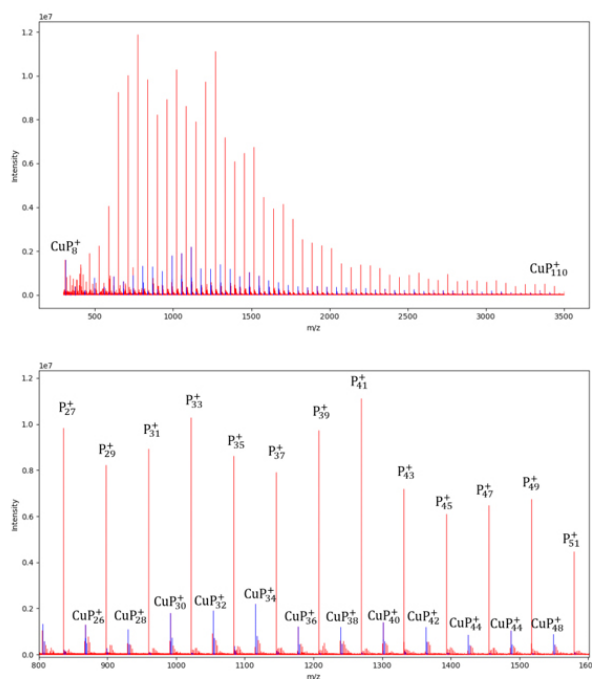 1e7
1.2
1.0
0.8
0.6
0.4
0.2
0.0
Intensity
CuP₈⁺
CuP₁₁₀⁺
500 1000 1500 2000 2500 3000 3500
m/z
1e7
1.2
1.0
0.8
0.6
0.4
0.2
0.0
Intensity
P₂₇⁺ P₂₉⁺ P₃₁⁺ P₃₃⁺ P₃₅⁺ P₃₇⁺ P₃₉⁺ P₄₁⁺ P₄₃⁺ P₄₅⁺ P₄₇⁺ P₄₉⁺ P₅₁⁺
CuP₂₆⁺ CuP₂₈⁺ CuP₃₀⁺ CuP₃₂⁺ CuP₃₄⁺ CuP₃₆⁺ CuP₃₈⁺ CuP₄₀⁺ CuP₄₂⁺ CuP₄₄⁺ CuP₄₄⁺ CuP₄₈⁺
800 900 1000 1100 1200 1300 1400 1500 1600
m/z